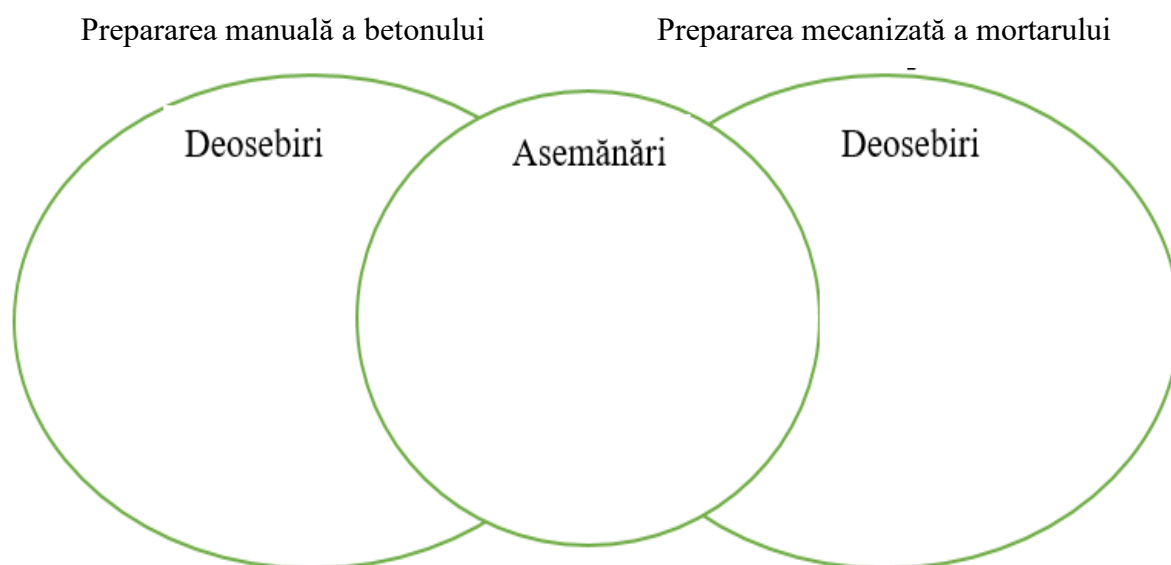 Prepararea manuală a betonului
Prepararea mecanizată a mortarului
Deosebiri
Asemănări
Deosebiri